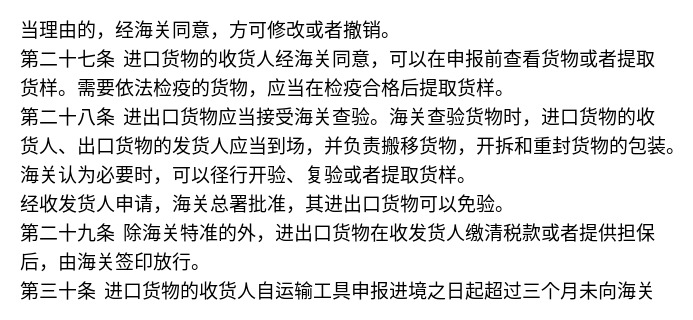 当理由的，经海关同意，方可修改或者撤销。
第二十七条 进口货物的收货人经海关同意，可以在申报前查看货物或者提取
货样。需要依法检疫的货物，应当在检疫合格后提取货样。
第二十八条 进出口货物应当接受海关查验。海关查验货物时，进口货物的收
货人、出口货物的发货人应当到场，并负责搬移货物，开拆和重封货物的包装。
海关认为必要时，可以径行开验、复验或者提取货样。
经收发货人申请，海关总署批准，其进出口货物可以免验。
第二十九条 除海关特准的外，进出口货物在收发货人缴清税款或者提供担保
后，由海关签印放行。
第三十条 进口货物的收货人自运输工具申报进境之日起超过三个月未向海关